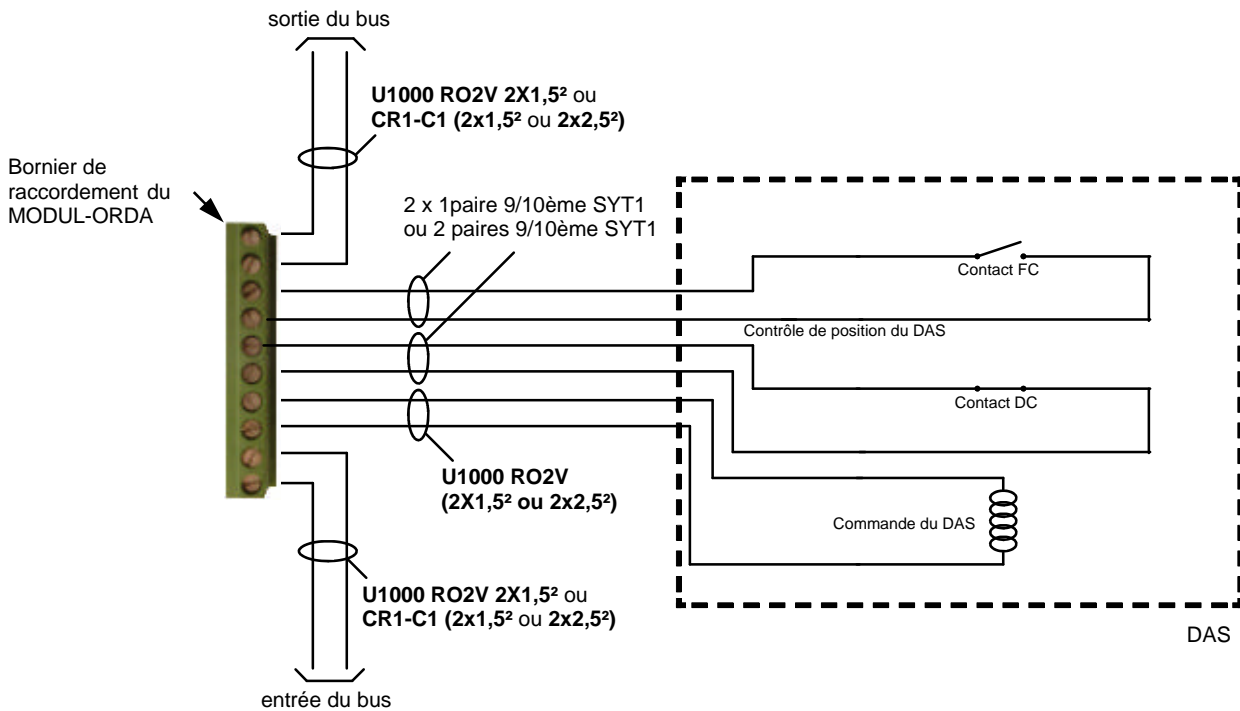 sortie du bus
U1000 RO2V 2X1,5² ou
CR1-C1 (2x1,5² ou 2x2,5²)
Bornier de
raccordement du
MODUL-ORDA
2 x 1paire 9/10ème SYT1
ou 2 paires 9/10ème SYT1
Contact FC
Contrôle de position du DAS
Contact DC
U1000 RO2V
(2X1,5² ou 2x2,5²)
Commande du DAS
U1000 RO2V 2X1,5² ou
CR1-C1 (2x1,5² ou 2x2,5²)
DAS
entrée du bus